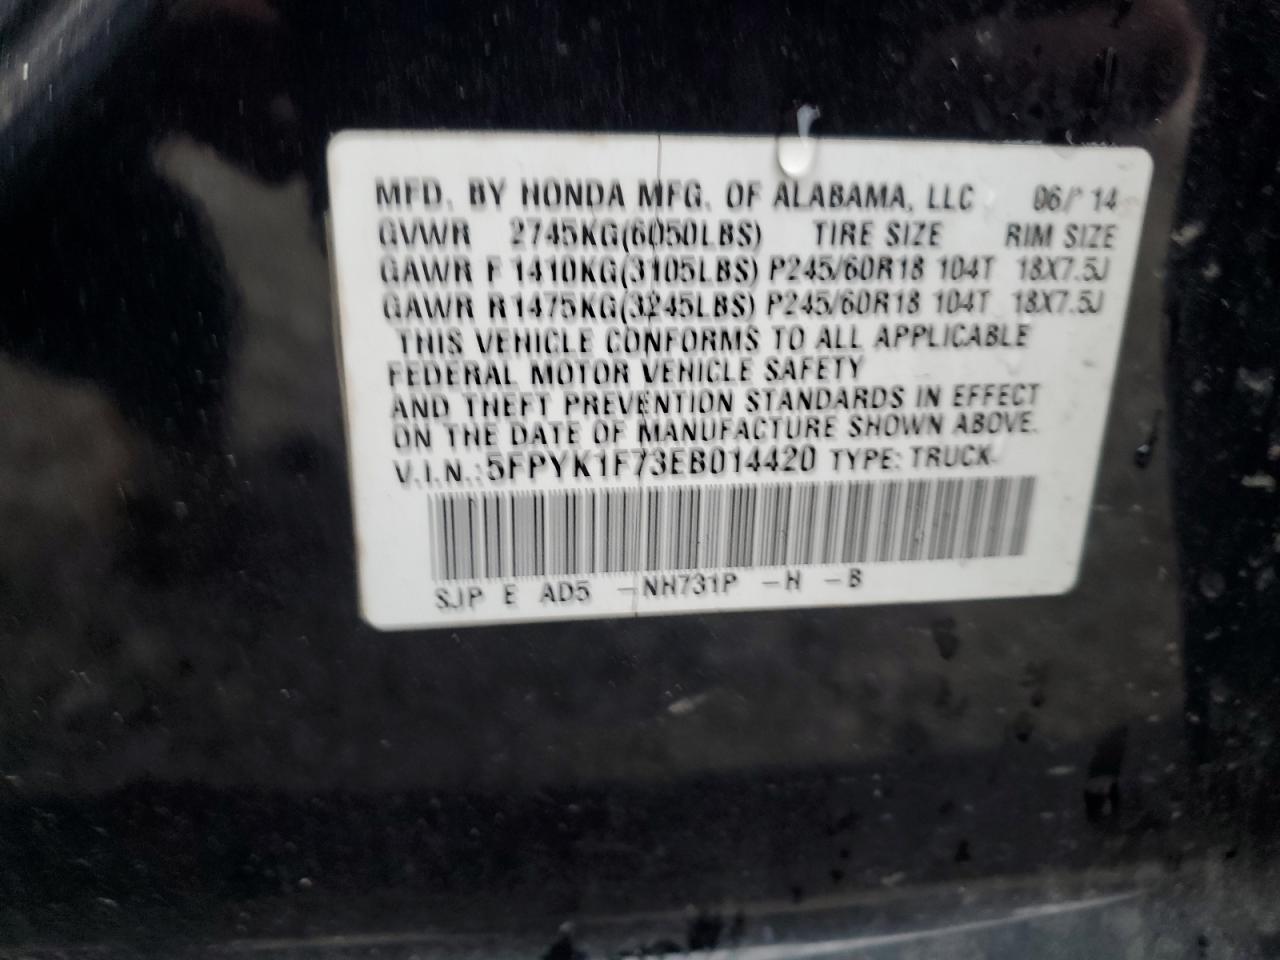 MFD. BY HONDA MFG. OF ALABAMA, LLC 06/14
GVWR 2745KG(6050LBS) TIRE SIZE RIM SIZE
GAWR F 1410KG(3105LBS) P245/60R18 104T 18X7.5J
GAWR R 1475KG(3245LBS) P245/60R18 104T 18X7.5J
THIS VEHICLE CONFORMS TO ALL APPLICABLE
FEDERAL MOTOR VEHICLE SAFETY
AND THEFT PREVENTION STANDARDS IN EFFECT
ON THE DATE OF MANUFACTURE SHOWN ABOVE.
V.I.N.: 5FPYK1F73EB014420 TYPE: TRUCK
SJP E AD5 -NH731P -H -B